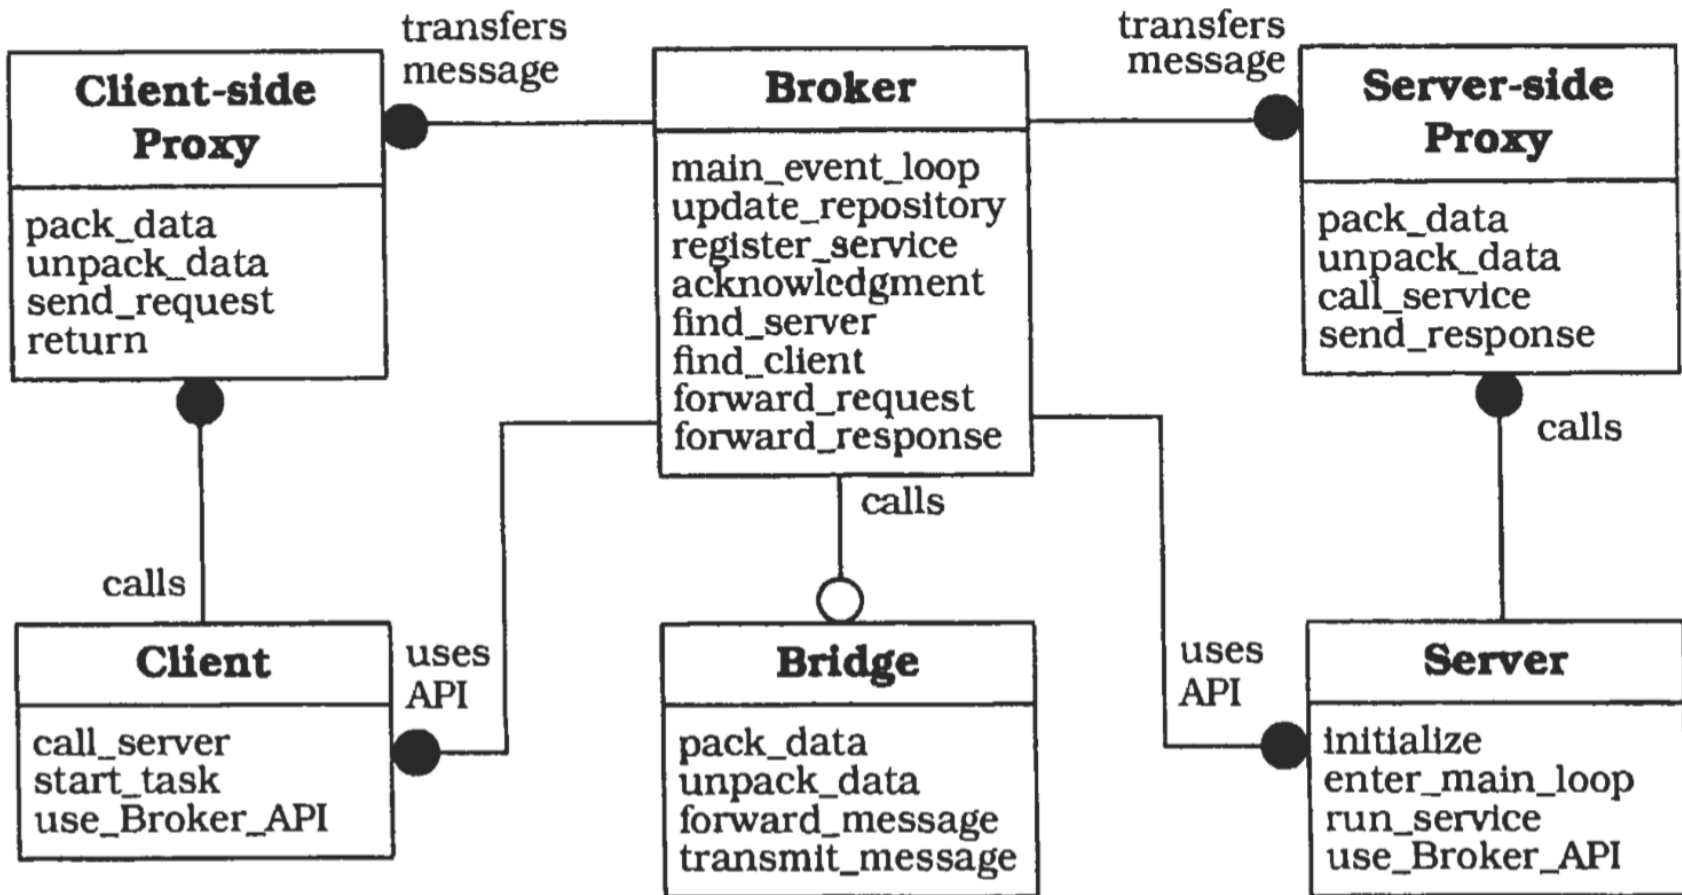 transfers
message
Client-side
Proxy
pack_data
unpack_data
send_request
return
Broker
main_event_loop
update_repository
register_service
acknowledgment
find_server
find_client
forward_request
forward_response
transfers
message
Server-side
Proxy
pack_data
unpack_data
call_service
send_response
calls
calls
calls
Client
call_server
start_task
use_Broker_API
uses
API
Bridge
pack_data
unpack_data
forward_message
transmit_message
uses
API
Server
initialize
enter_main_loop
run_service
use_Broker_API